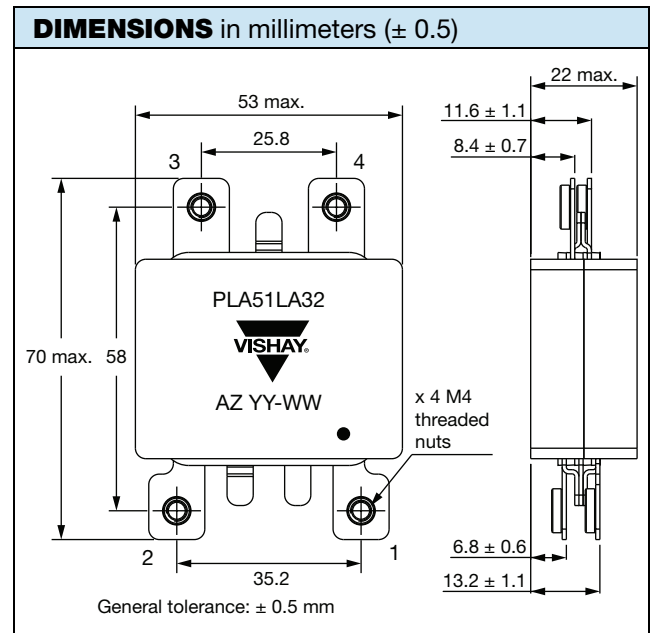 DIMENSIONS in millimeters (± 0.5)
22 max.
53 max.
11.6 ± 1.1
25.8
8.4 ± 0.7
3
4
PLA51LA32
VISHAY®
70 max.
58
AZ YY-WW
x 4 M4
threaded
nuts
2
1
35.2
6.8 ± 0.6
13.2 ± 1.1
General tolerance: ± 0.5 mm